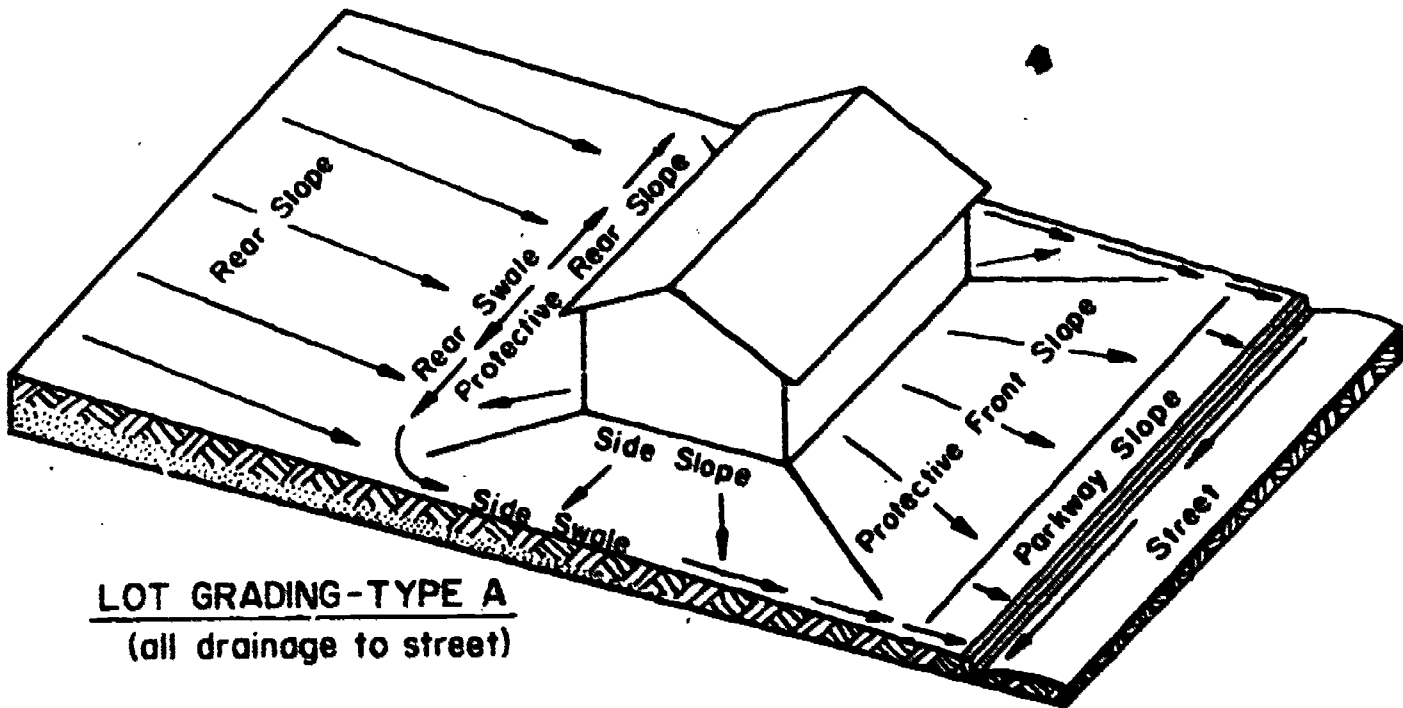 Rear Slope
Rear Swale
Protective Rear Slope
Side Slope
Side Swale
Protective Front Slope
Parkway Slope
Street
LOT GRADING-TYPE A
(all drainage to street)